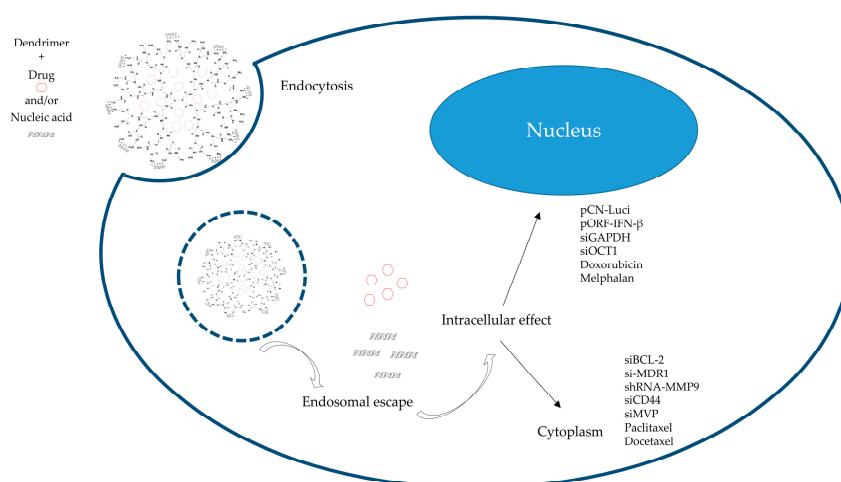 Dendrimer
+
Drug
and/or
Nucleic acid
Endocytosis
Nucleus
pCN-Luci
pORF-IFN-β
siGAPDH
siOCT1
Doxorubicin
Melphalan
Intracellular effect
Endosomal escape
Cytoplasm
siBCL-2
si-MDR1
shRNA-MMP9
siCD44
siMVP
Paclitaxel
Docetaxel